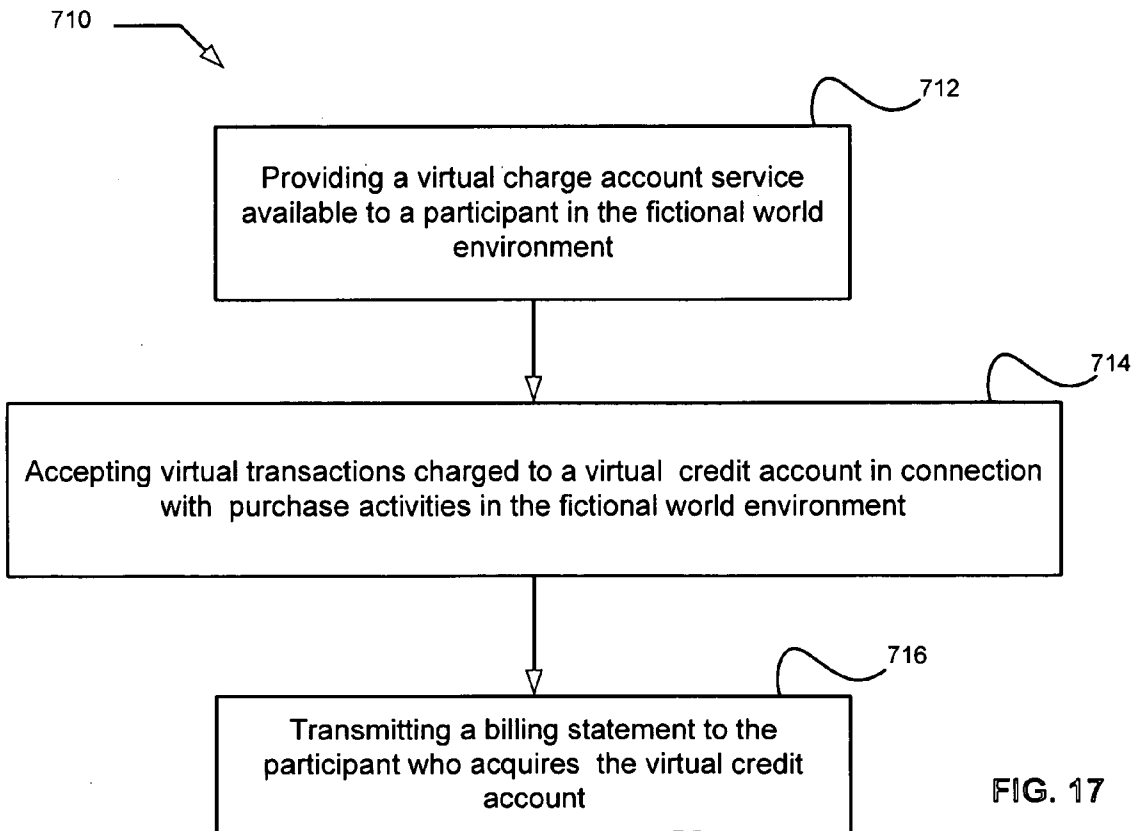 710
712
Providing a virtual charge account service
available to a participant in the fictional world
environment
714
Accepting virtual transactions charged to a virtual credit account in connection
with purchase activities in the fictional world environment
716
Transmitting a billing statement to the
participant who acquires the virtual credit
account
FIG. 17